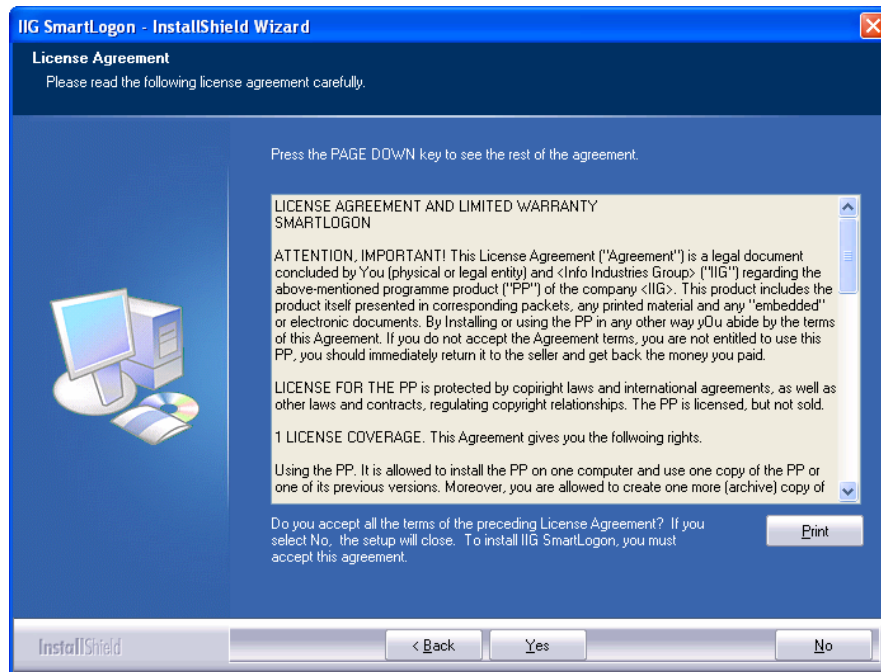 IIG SmartLogon - InstallShield Wizard
License Agreement
Please read the following license agreement carefully.
Press the PAGE DOWN key to see the rest of the agreement.
LICENSE AGREEMENT AND LIMITED WARRANTY
SMARTLOGON
ATTENTION, IMPORTANT! This License Agreement ("Agreement") is a legal document
concluded by You (physical or legal entity) and <Info Industries Group> ("IIG") regarding the
above-mentioned programme product ("PP") of the company <IIG>. This product includes the
product itself presented in corresponding packets, any printed material and any "embedded"
or electronic documents. By Installing or using the PP in any other way yOu abide by the terms
of this Agreement. If you do not accept the Agreement terms, you are not entitled to use this
PP, you should immediately return it to the seller and get back the money you paid.
LICENSE FOR THE PP is protected by copiright laws and international agreements, as well as
other laws and contracts, regulating copyright relationships. The PP is licensed, but not sold.
1 LICENSE COVERAGE. This Agreement gives you the follwoing rights.
Using the PP. It is allowed to install the PP on one computer and use one copy of the PP or
one of its previous versions. Moreover, you are allowed to create one more (archive) copy of
Do you accept all the terms of the preceding License Agreement? If you
select No, the setup will close. To install IIG SmartLogon, you must
accept this agreement.
Print
InstallShield
< Back
Yes
No